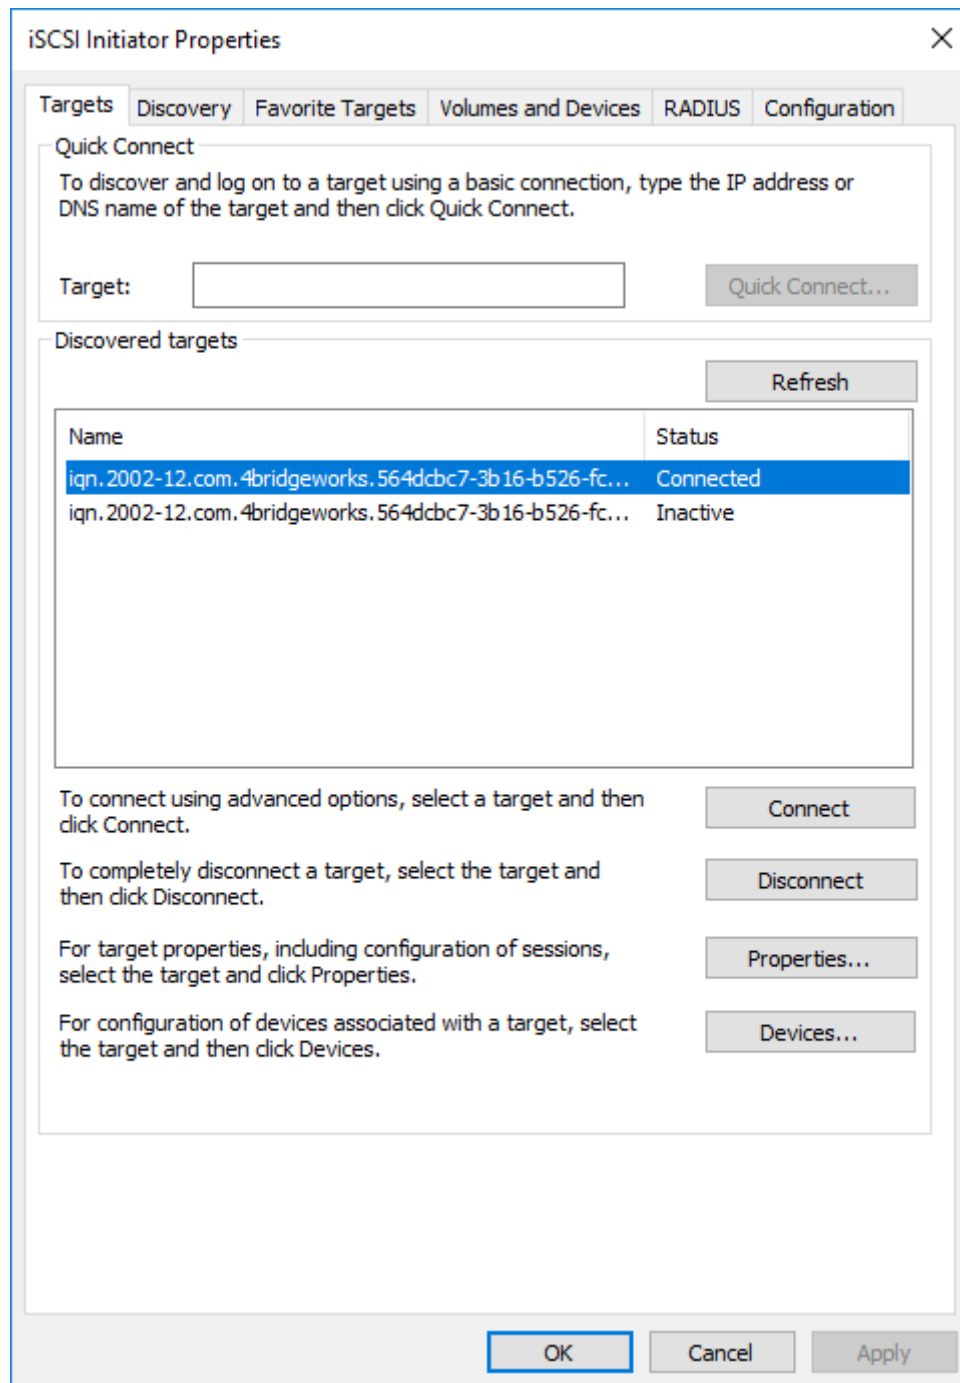 iSCSI Initiator Properties
Targets Discovery Favorite Targets Volumes and Devices RADIUS Configuration
Quick Connect
To discover and log on to a target using a basic connection, type the IP address or
DNS name of the target and then click Quick Connect.
Target: Quick Connect...
Discovered targets
Refresh
Name Status
iqn.2002-12.com.4bridgeworks.564dcbc7-3b16-b526-fc... Connected
iqn.2002-12.com.4bridgeworks.564dcbc7-3b16-b526-fc... Inactive
To connect using advanced options, select a target and then
click Connect.
Connect
To completely disconnect a target, select the target and
then click Disconnect.
Disconnect
For target properties, including configuration of sessions,
select the target and click Properties.
Properties...
For configuration of devices associated with a target, select
the target and then click Devices.
Devices...
OK Cancel Apply